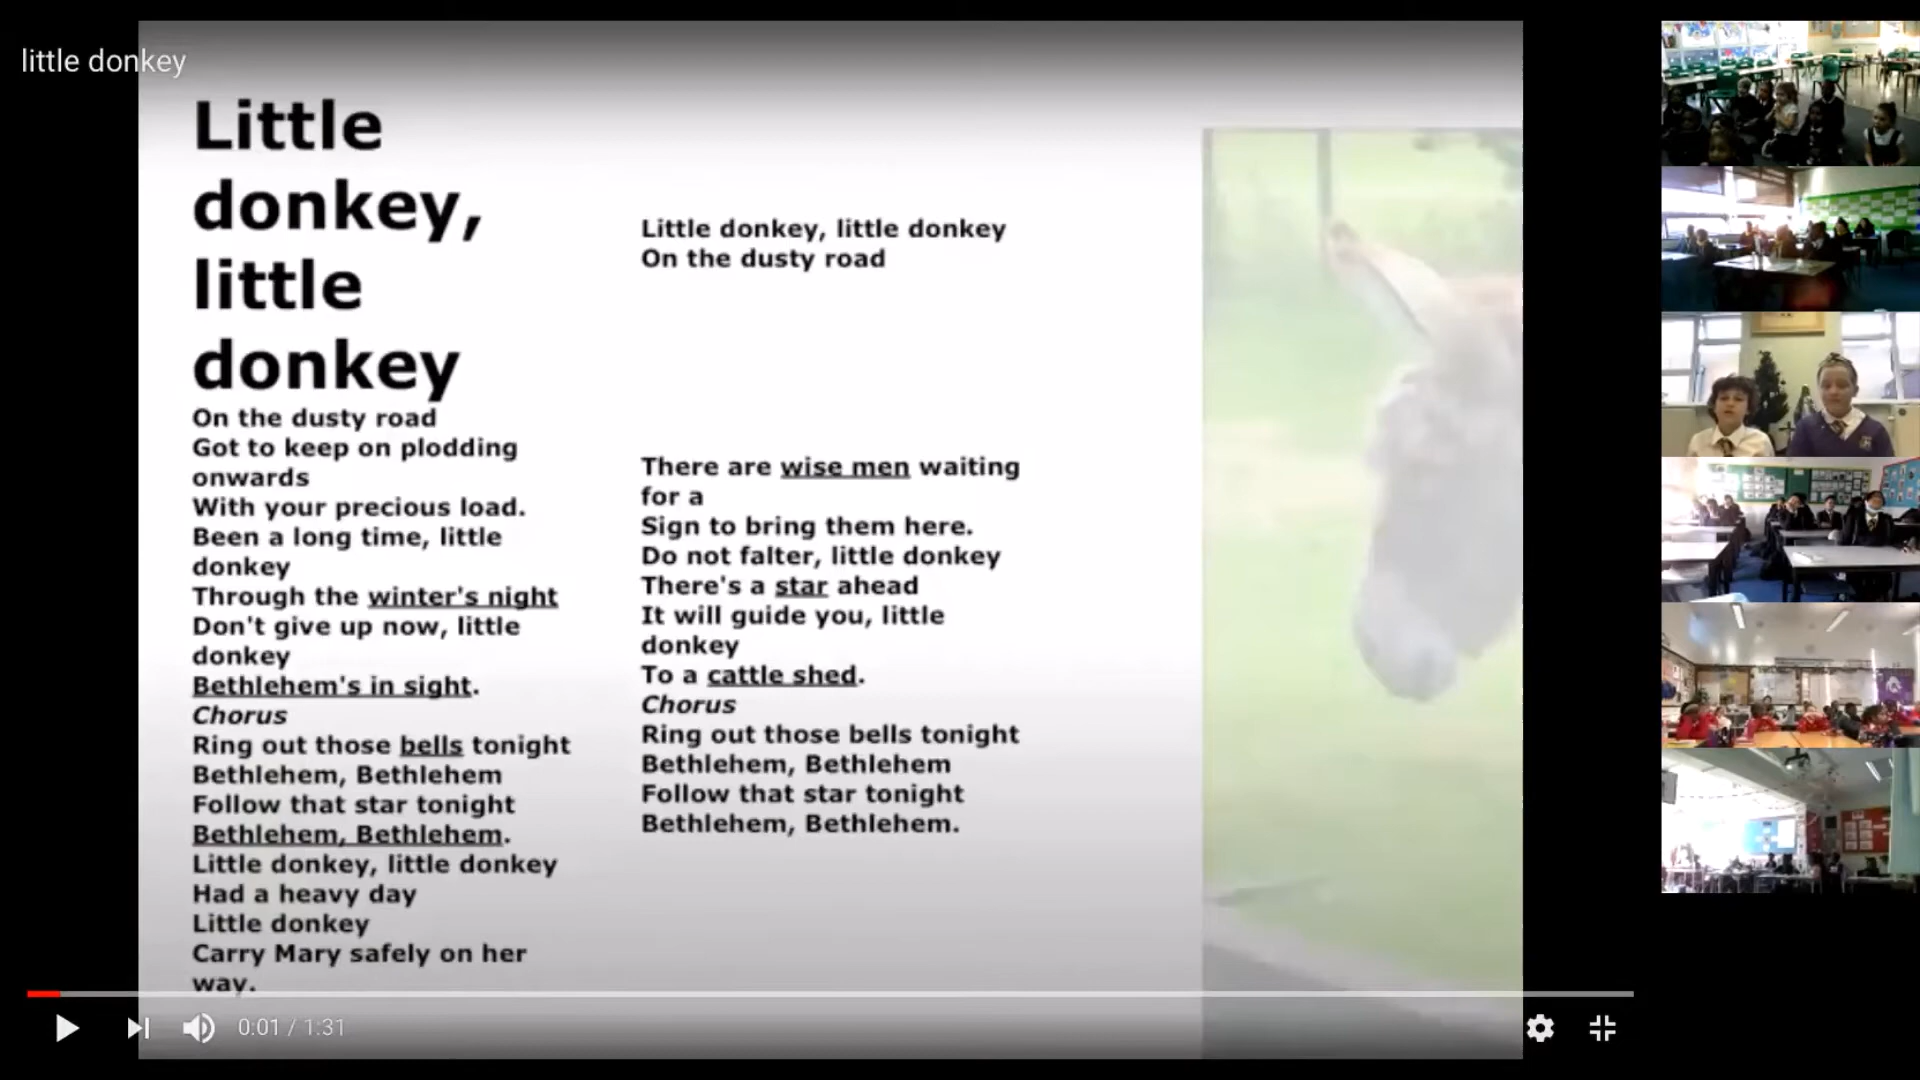 little donkey
Little
donkey,
little
donkey
On the dusty road
Got to keep on plodding
onwards
With your precious load.
Been a long time, little
donkey
Through the winter's night
Don't give up now, little
donkey
Bethlehem's in sight.
Chorus
Ring out those bells tonight
Bethlehem, Bethlehem
Follow that star tonight
Bethlehem, Bethlehem.
Little donkey, little donkey
Had a heavy day
Little donkey
Carry Mary safely on her
way.
Little donkey, little donkey
On the dusty road
There are wise men waiting
for a
Sign to bring them here.
Do not falter, little donkey
There's a star ahead
It will guide you, little
donkey
To a cattle shed.
Chorus
Ring out those bells tonight
Bethlehem, Bethlehem
Follow that star tonight
Bethlehem, Bethlehem.
0:01 / 1:31